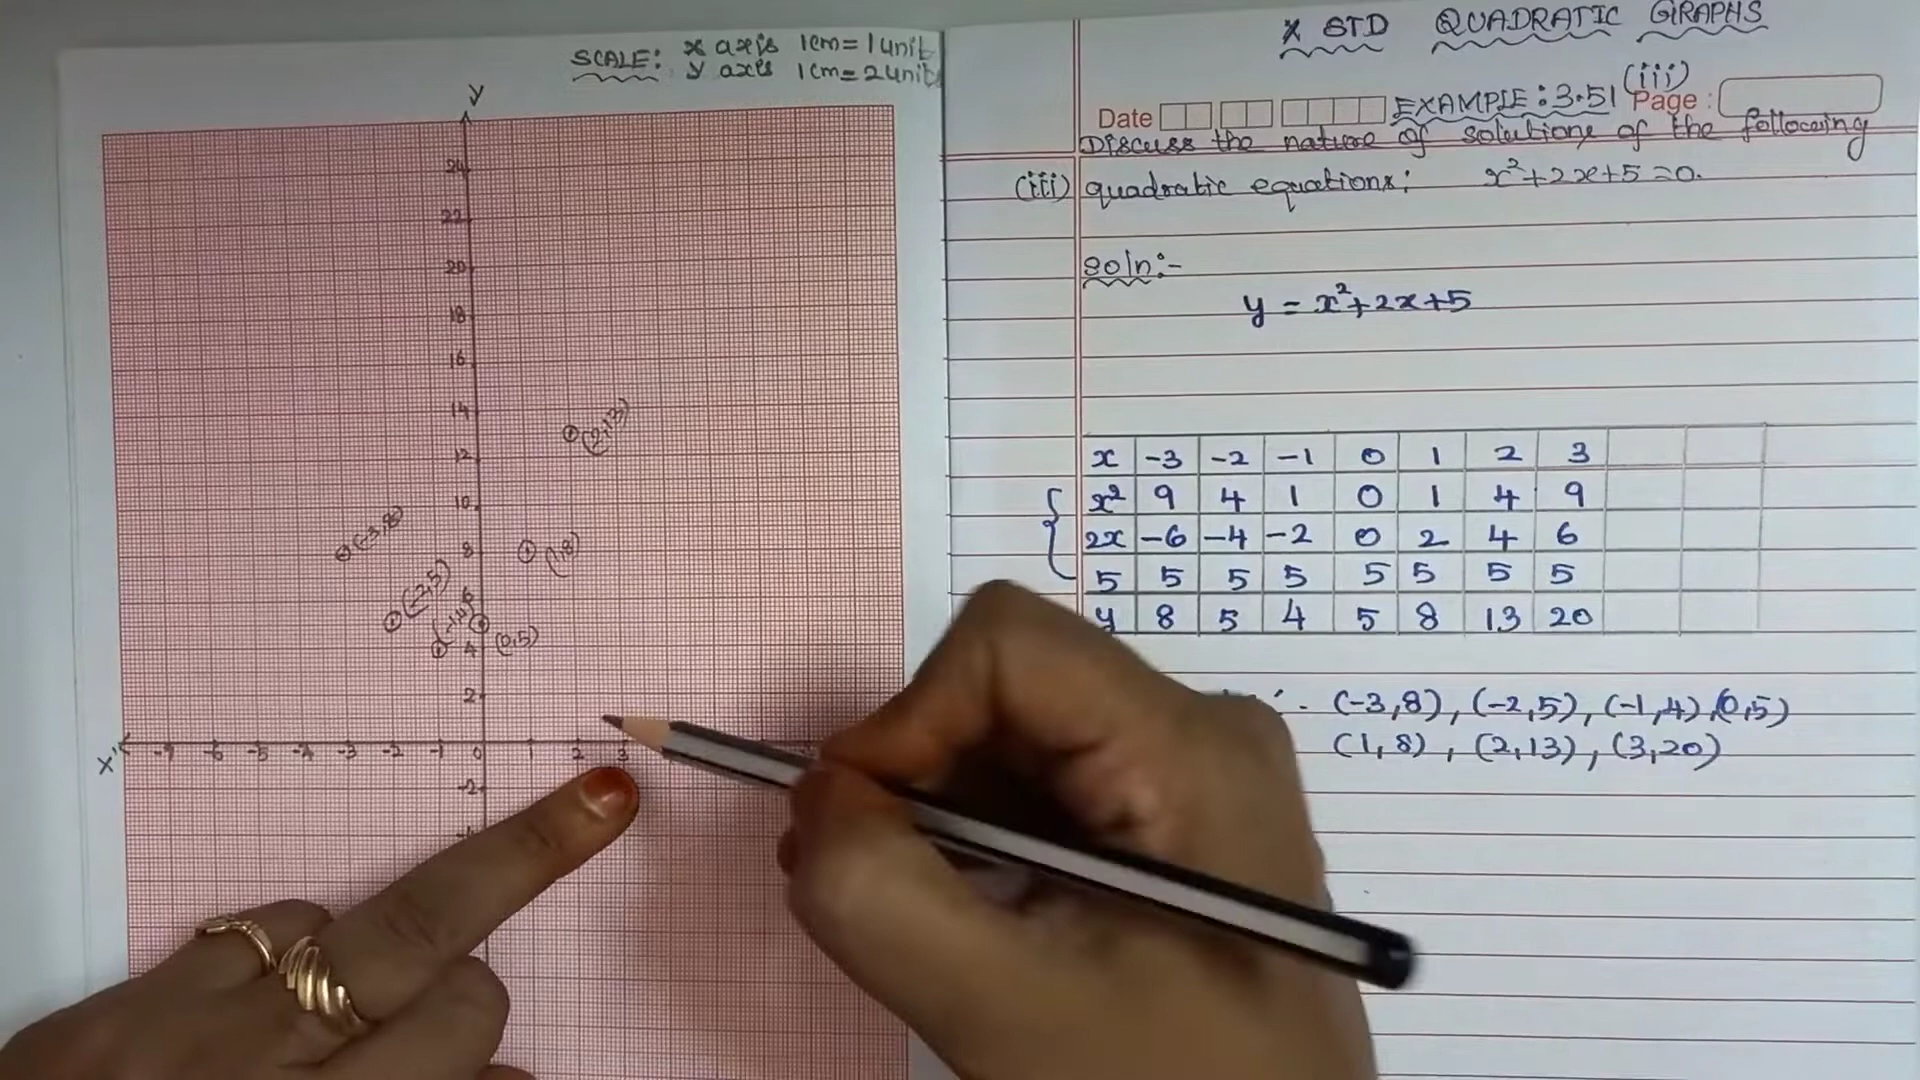 SCALE: x axis 1cm = 1 unit
y axis 1cm = 2 units
Y
24
22
20
18
16
14
12
10
8
6
4
2
-2
X'
-7 -6 -5 -4 -3 -2 -1 0 1 2 3
(2,13)
(-3,8)
(1,8)
(-2,5)
(-1,4)
(0,5)
X STD QUADRATIC GRAPHS
Date EXAMPLE: 3.51 (iii) Page :
Discuss the nature of solutions of the following
(iii) quadratic equations: x²+2x+5=0.
soln:-
y = x²+2x+5
x -3 -2 -1 0 1 2 3
x² 9 4 1 0 1 4 9
2x -6 -4 -2 0 2 4 6
5 5 5 5 5 5 5 5
y 8 5 4 5 8 13 20
(-3,8), (-2,5), (-1,4), (0,5)
(1,8), (2,13), (3,20)